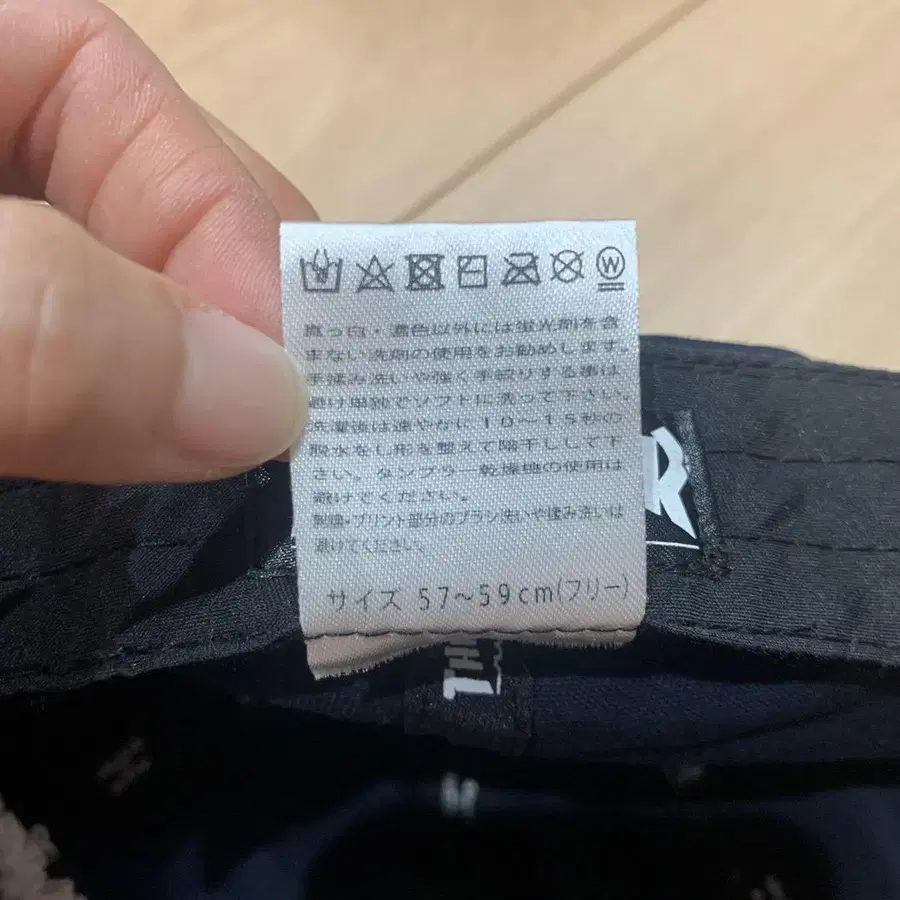 W
真っ白・濃色以外には蛍光剤を含
まない洗剤の使用をお勧めします。
手揉み洗いや強く手絞りする事は
避け単独でソフトに洗って下さい。
洗濯後は速やかに10～15秒の
脱水をし形を整えて陰干しして下
さい。タンブラー乾燥機の使用は
避けてください。
刺繍・プリント部分のブラシ洗いや揉み洗いは
避けてください。
サイズ 57～59cm(フリー)
R